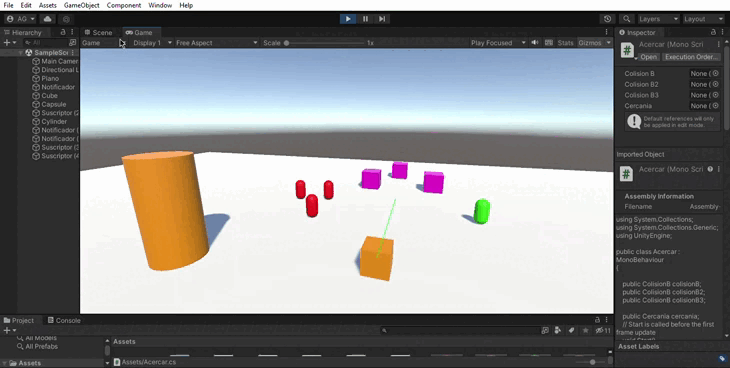 File Edit Assets GameObject Component Window Help
AG Layers Layout
Hierarchy Scene Game Inspector
All Game Display 1 Free Aspect Scale 1x Play Focused Stats Gizmos Acercar (Mono Scri
SampleSc
Open Execution Order...
Main Camer
Directional L
Plano
Notificador
Cube
Capsule
Suscriptor (2
Cylinder
Notificador (
Notificador (
Suscriptor (3
Suscriptor (4
Colision B None (
Colision B2 None (
Colision B3 None (
Cercania None (
Default references will
only be applied in edit mode.
Imported Object
Acercar (Mono Scri
Assembly Information
Filename Assembly-
using System.Collections;
using System.Collections.Generic;
using UnityEngine;
public class Acercar :
MonoBehaviour
{
public ColisionB colisionB;
public ColisionB colisionB2;
public ColisionB colisionB3;
public Cercania cercania;
// Start is called before the first
frame update
Asset Labels
Project Console
11
All Models
All Prefabs
Assets
Assets
Assets/Acercar.cs